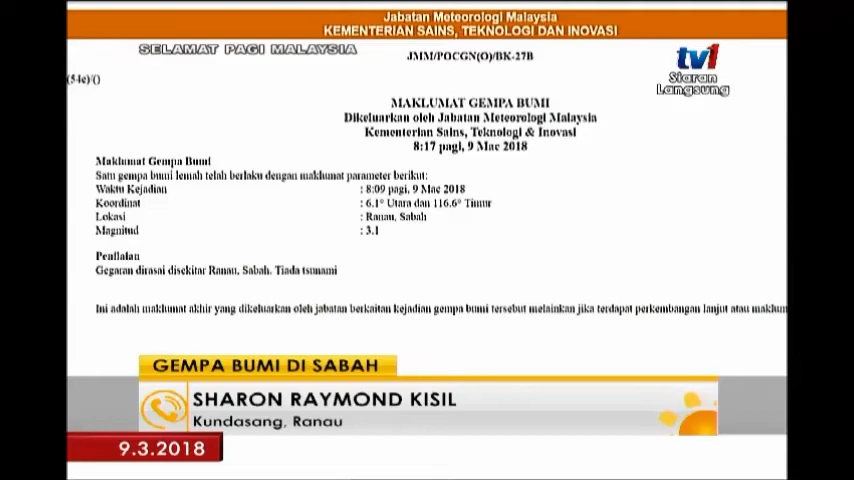 Jabatan Meteorologi Malaysia
KEMENTERIAN SAINS, TEKNOLOGI DAN INOVASI
SELAMAT PAGI MALAYSIA
JMM/POCGN(O)/BK-27B
tv1
Siaran
Langsung
(54e)/()
MAKLUMAT GEMPA BUMI
Dikeluarkan oleh Jabatan Meteorologi Malaysia
Kementerian Sains, Teknologi & Inovasi
8:17 pagi, 9 Mac 2018
Maklumat Gempa Bumi
Satu gempa bumi lemah telah berlaku dengan maklumat parameter berikut:
Waktu Kejadian : 8:09 pagi, 9 Mac 2018
Koordinat : 6.1° Utara dan 116.6° Timur
Lokasi : Ranau, Sabah
Magnitud : 3.1
Penilaian
Gegaran dirasai disekitar Ranau, Sabah. Tiada tsunami
Ini adalah maklumat akhir yang dikeluarkan oleh jabatan berkaitan kejadian gempa bumi tersebut melainkan jika terdapat perkembangan lanjut atau maklum
GEMPA BUMI DI SABAH
SHARON RAYMOND KISIL
Kundasang, Ranau
9.3.2018